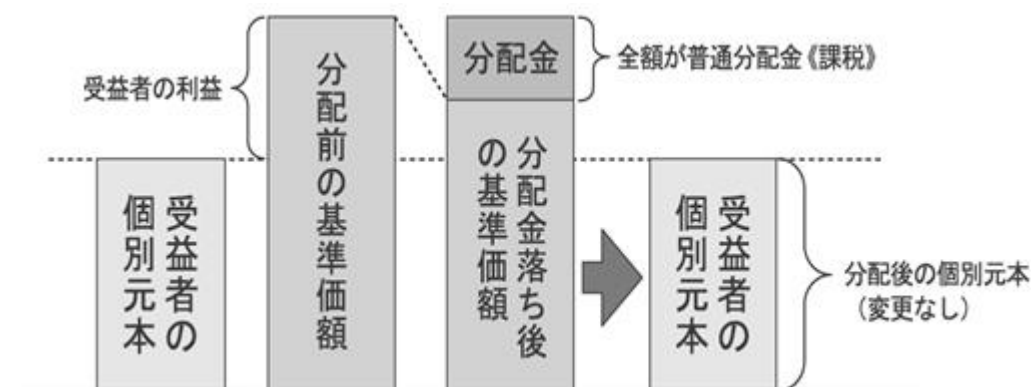 受益者の利益
受益者の
個別元本
分配前の基準価額
分配金
全額が普通分配金《課税》
分配金落ち後
の基準価額
受益者の
個別元本
分配後の個別元本
（変更なし）